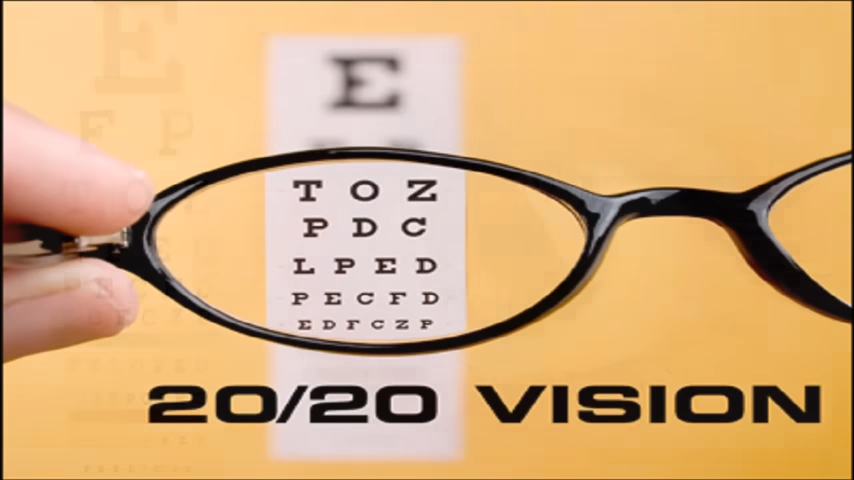 E
T O Z
P D C
L P E D
P E C F D
E D F C Z P
20/20 VISION